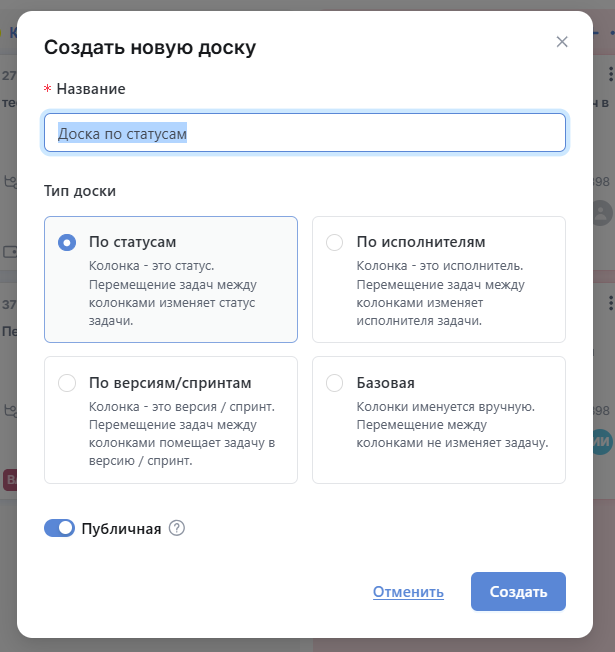 Создать новую доску
* Название
Доска по статусам
Тип доски
По статусам
Колонка - это статус.
Перемещение задач между
колонками изменяет статус
задачи.
По исполнителям
Колонка - это исполнитель.
Перемещение задач между
колонками изменяет
исполнителя задачи.
По версиям/спринтам
Колонка - это версия / спринт.
Перемещение задач между
колонками помещает задачу в
версию / спринт.
Базовая
Колонки именуется вручную.
Перемещение между
колонками не изменяет задачу.
Публичная ?
Отменить
Создать